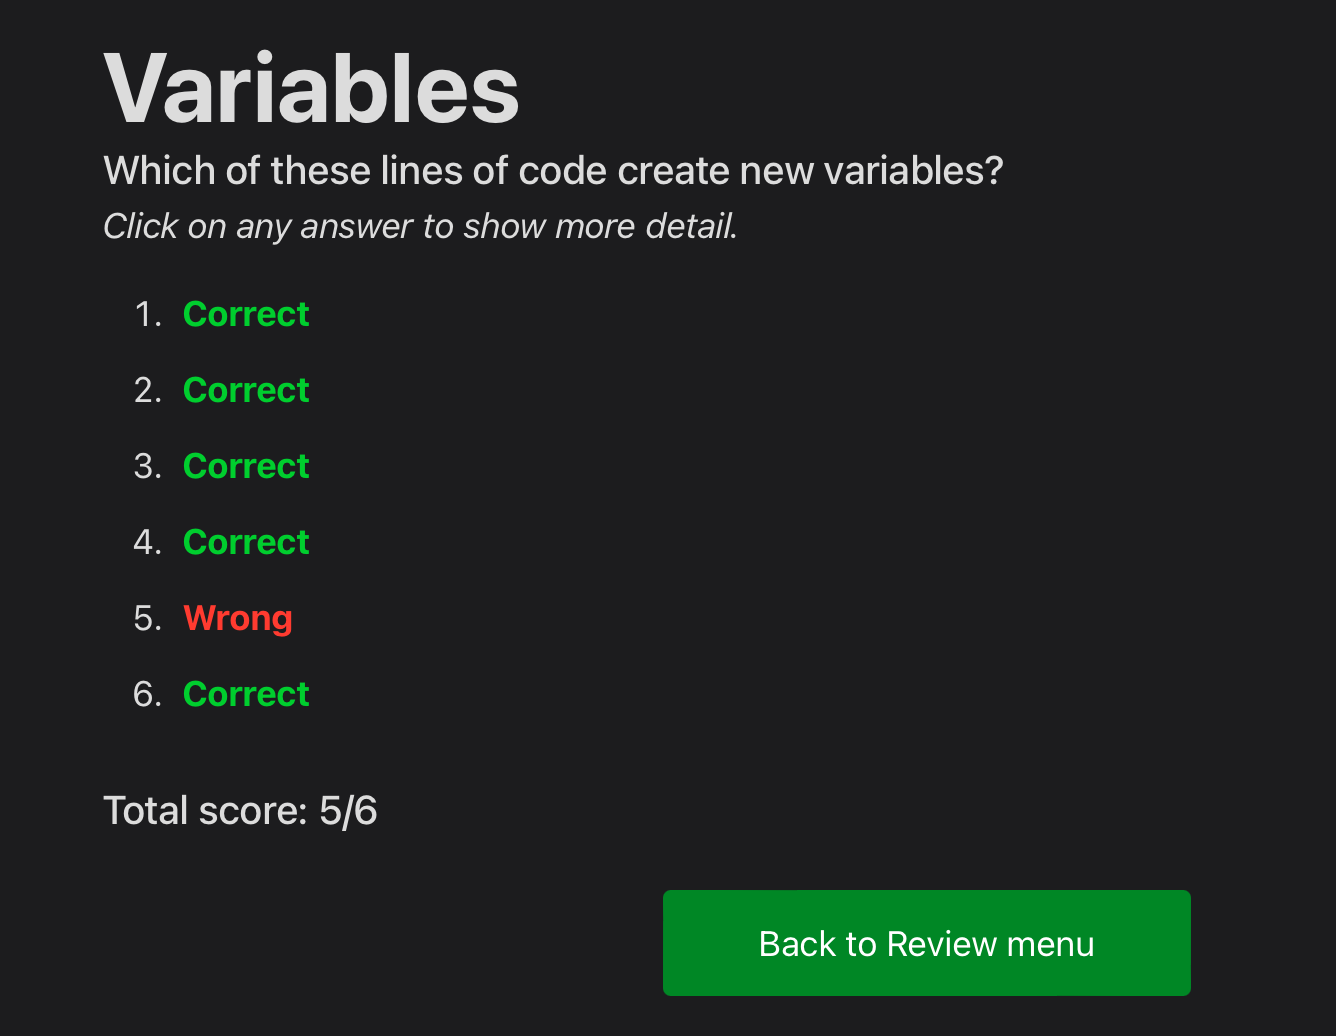 Variables
Which of these lines of code create new variables?
Click on any answer to show more detail.
1. Correct
2. Correct
3. Correct
4. Correct
5. Wrong
6. Correct
Total score: 5/6
Back to Review menu